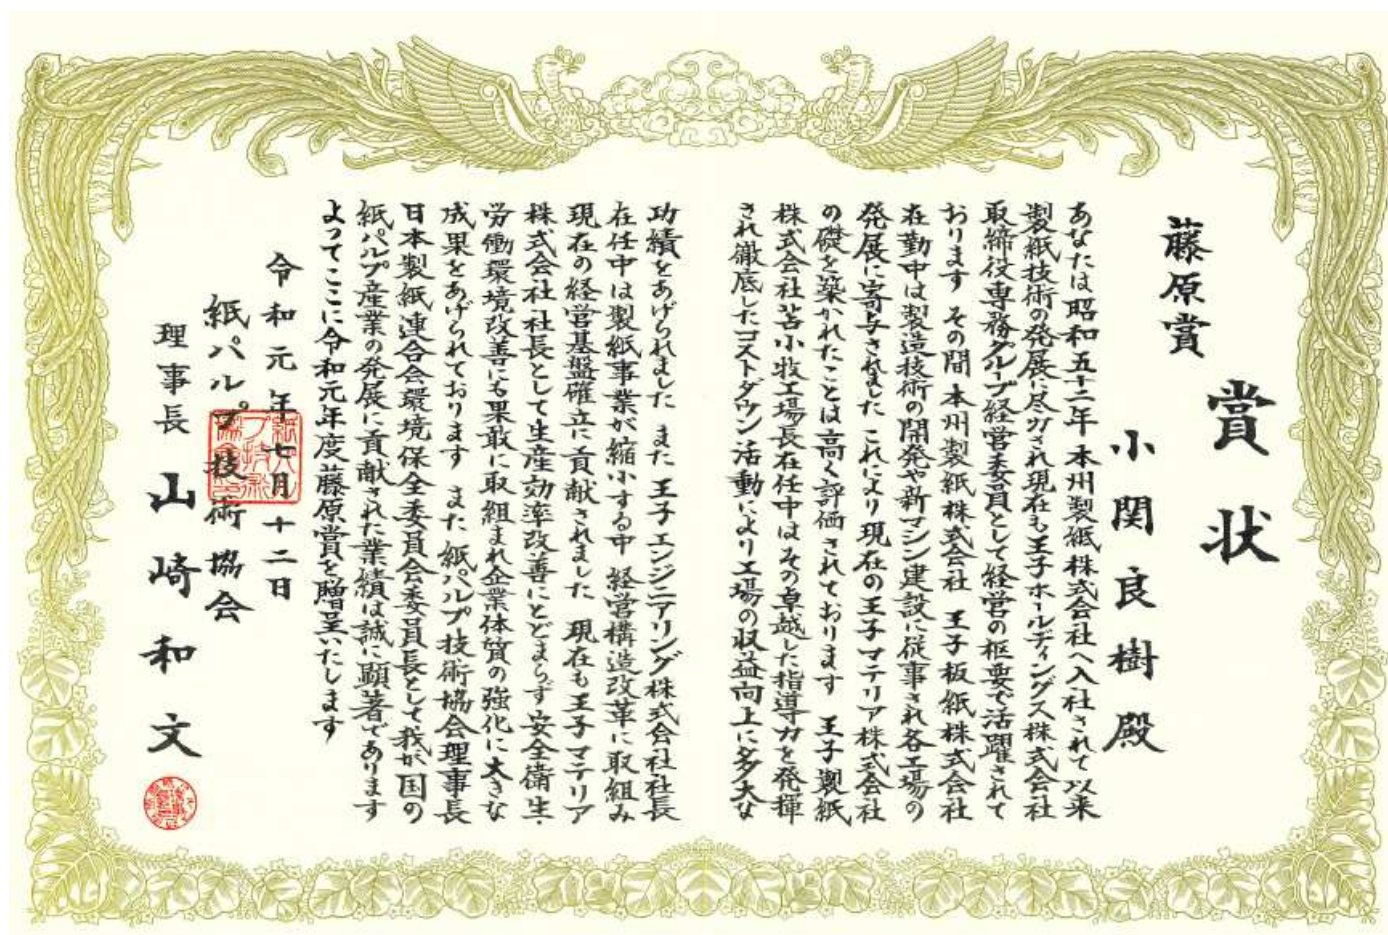 賞状
藤原賞
小関良樹殿
あなたは昭和五十二年本州製紙株式会社へ入社されて以来
製紙技術の発展に尽力され現在も王子ホールディングス株式会社
取締役専務グループ経営委員として経営の枢要で活躍されて
おります その間 本州製紙株式会社 王子板紙株式会社
在勤中は製造技術の開発や新マシン建設に従事され各工場の
発展に寄与されました これにより現在の王子マテリア株式会社
の礎を築かれたことは高く評価されております 王子製紙
株式会社苫小牧工場長在任中はその卓越した指導力を発揮
され徹底したコストダウン活動により工場の収益向上に多大な
功績をあげられました また 王子エンジニアリング株式会社社長
在任中は製紙事業が縮小する中 経営構造改革に取組み
現在の経営基盤確立に貢献されました 現在も王子マテリア
株式会社社長として生産効率改善にとどまらず安全衛生・
労働環境改善にも果敢に取組まれ企業体質の強化に大きな
成果をあげられております また紙パルプ技術協会理事長
日本製紙連合会環境保全委員会委員長として我が国の
紙パルプ産業の発展に貢献された業績は誠に顕著であります
よってここに令和元年度藤原賞を贈呈いたします
令和元年七月十二日
紙パルプ技術協会
理事長 山崎和文